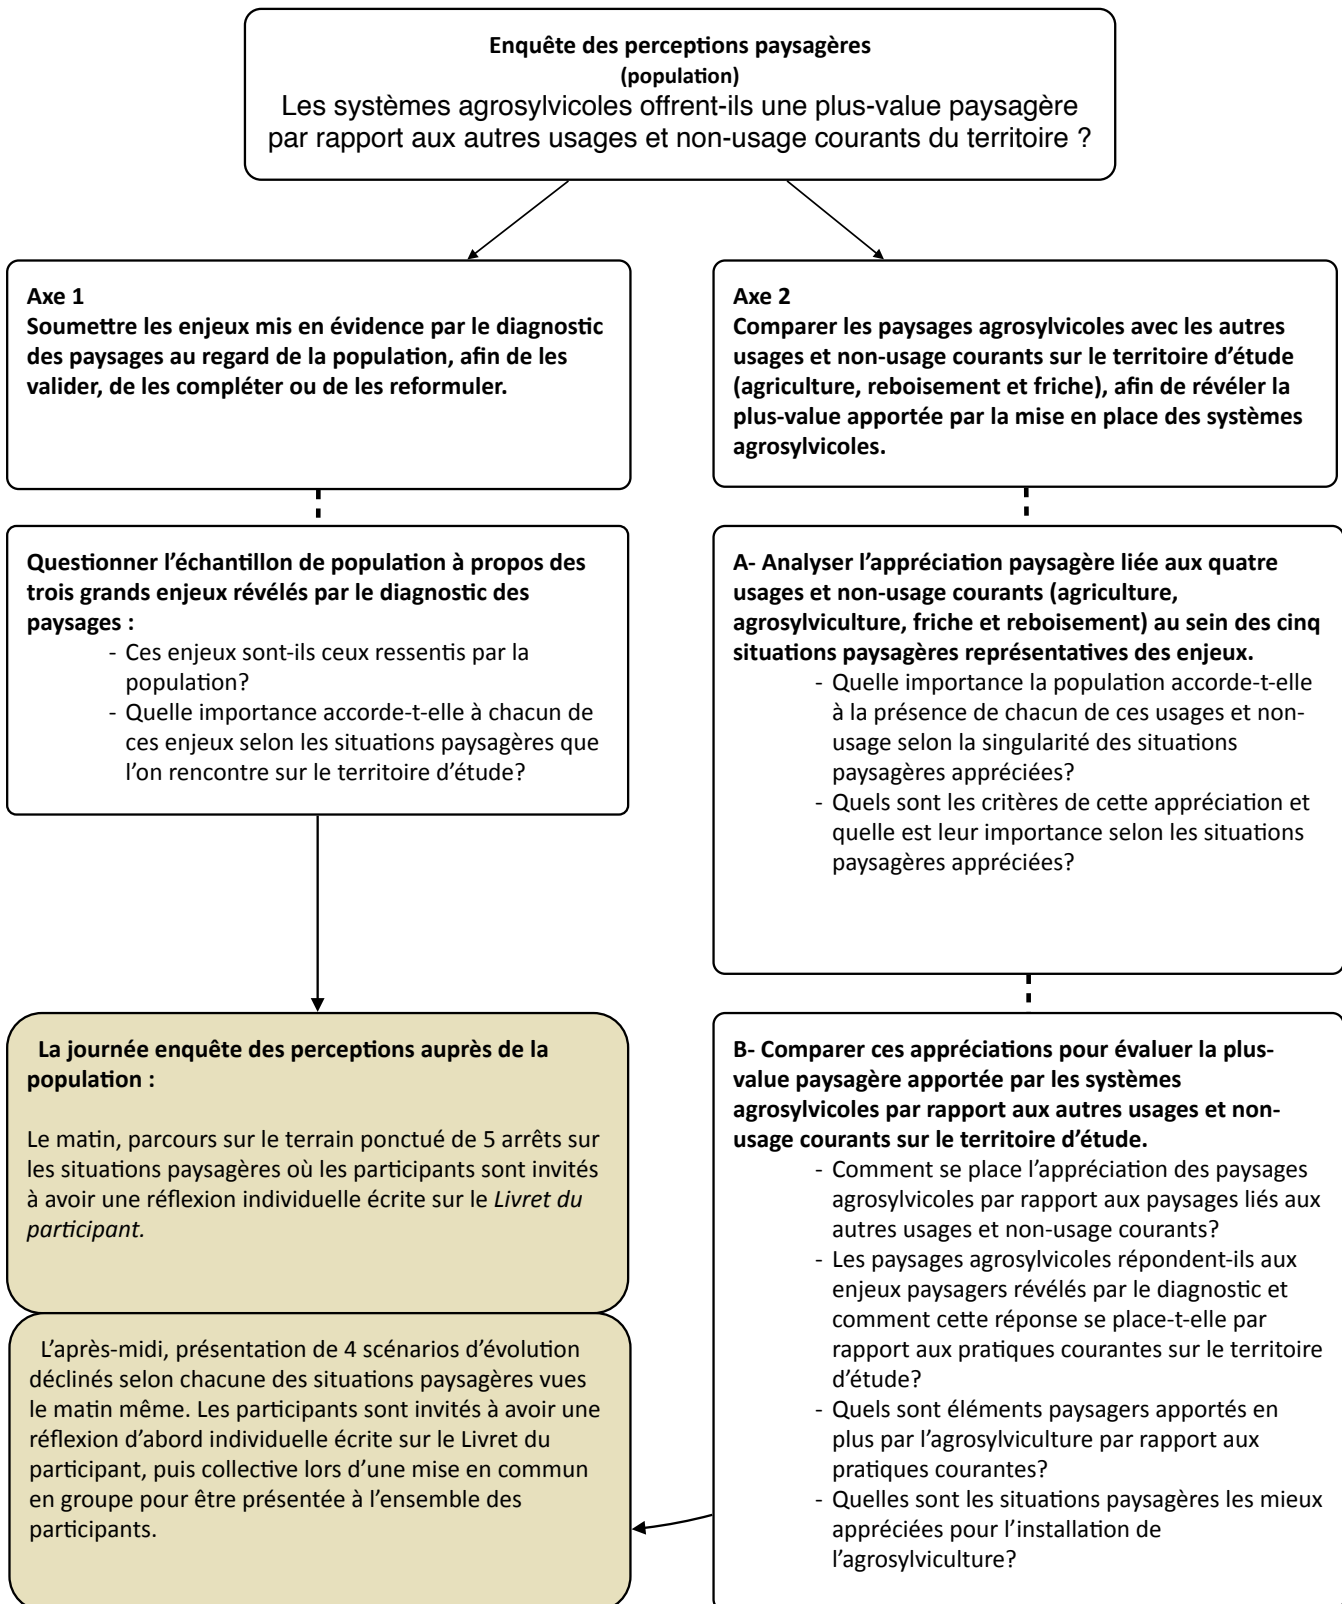 Enquête des perceptions paysagères
(population)
Les systèmes agrosylvicoles offrent-ils une plus-value paysagère
par rapport aux autres usages et non-usage courants du territoire ?
Axe 1
Soumettre les enjeux mis en évidence par le diagnostic
des paysages au regard de la population, afin de les
valider, de les compléter ou de les reformuler.
Questionner l’échantillon de population à propos des
trois grands enjeux révélés par le diagnostic des
paysages :
- Ces enjeux sont-ils ceux ressentis par la
population?
- Quelle importance accorde-t-elle à chacun de
ces enjeux selon les situations paysagères que
l’on rencontre sur le territoire d’étude?
La journée enquête des perceptions auprès de la
population :
Le matin, parcours sur le terrain ponctué de 5 arrêts sur
les situations paysagères où les participants sont invités
à avoir une réflexion individuelle écrite sur le Livret du
participant.
L’après-midi, présentation de 4 scénarios d’évolution
déclinés selon chacune des situations paysagères vues
le matin même. Les participants sont invités à avoir une
réflexion d’abord individuelle écrite sur le Livret du
participant, puis collective lors d’une mise en commun
en groupe pour être présentée à l’ensemble des
participants.
Axe 2
Comparer les paysages agrosylvicoles avec les autres
usages et non-usage courants sur le territoire d’étude
(agriculture, reboisement et friche), afin de révéler la
plus-value apportée par la mise en place des systèmes
agrosylvicoles.
A- Analyser l’appréciation paysagère liée aux quatre
usages et non-usage courants (agriculture,
agrosylviculture, friche et reboisement) au sein des cinq
situations paysagères représentatives des enjeux.
- Quelle importance la population accorde-t-elle
à la présence de chacun de ces usages et non-
usage selon la singularité des situations
paysagères appréciées?
- Quels sont les critères de cette appréciation et
quelle est leur importance selon les situations
paysagères appréciées?
B- Comparer ces appréciations pour évaluer la plus-
value paysagère apportée par les systèmes
agrosylvicoles par rapport aux autres usages et non-
usage courants sur le territoire d’étude.
- Comment se place l’appréciation des paysages
agrosylvicoles par rapport aux paysages liés aux
autres usages et non-usage courants?
- Les paysages agrosylvicoles répondent-ils aux
enjeux paysagers révélés par le diagnostic et
comment cette réponse se place-t-elle par
rapport aux pratiques courantes sur le territoire
d’étude?
- Quels sont éléments paysagers apportés en
plus par l’agrosylviculture par rapport aux
pratiques courantes?
- Quelles sont les situations paysagères les mieux
appréciées pour l’installation de
l’agrosylviculture?